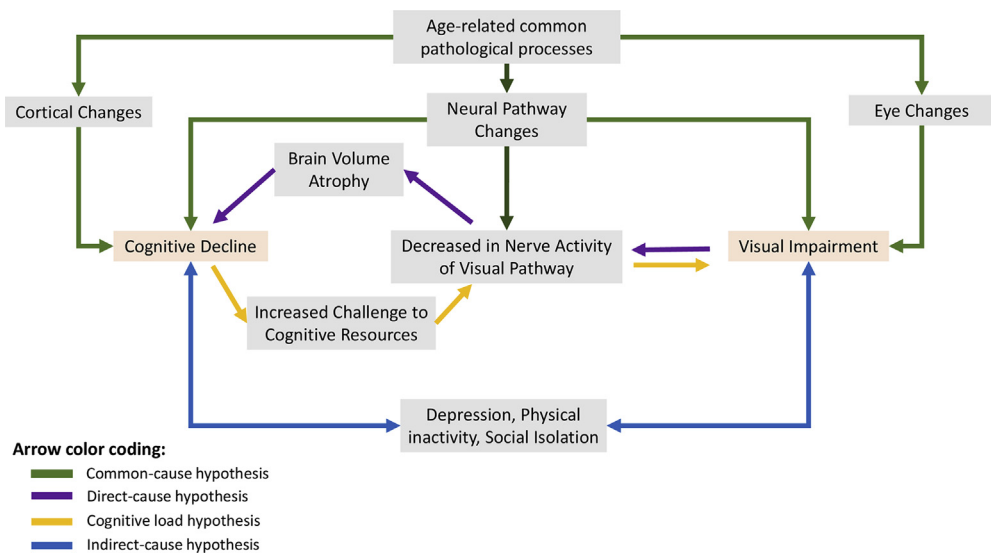 Age-related common
pathological processes
Cortical Changes
Neural Pathway
Changes
Eye Changes
Brain Volume
Atrophy
Cognitive Decline
Decreased in Nerve Activity
of Visual Pathway
Visual Impairment
Increased Challenge to
Cognitive Resources
Depression, Physical
inactivity, Social Isolation
Arrow color coding:
Common-cause hypothesis
Direct-cause hypothesis
Cognitive load hypothesis
Indirect-cause hypothesis